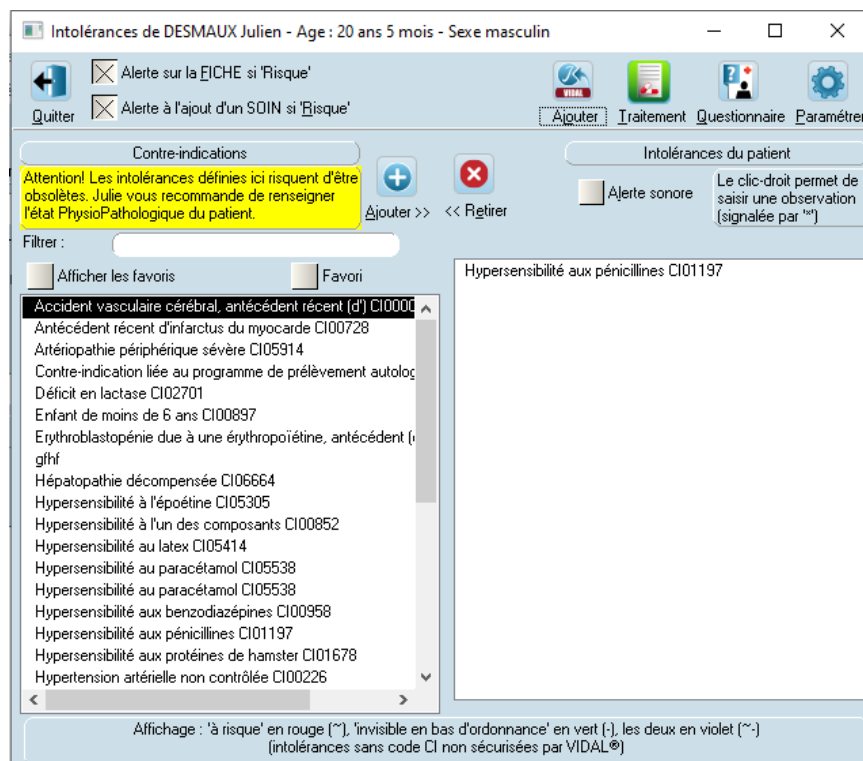 Intolérances de DESMAUX Julien - Age : 20 ans 5 mois - Sexe masculin
Alerte sur la FICHE si 'Risque'
Alerte à l'ajout d'un SOIN si 'Risque'
Quitter
Ajouter
Traitement
Questionnaire
Paramétrer
Contre-indications
Attention! Les intolérances définies ici risquent d'être
obsolètes. Julie vous recommande de renseigner
l'état PhysioPathologique du patient.
Ajouter >>
<< Retirer
Intolérances du patient
Alerte sonore
Le clic-droit permet de
saisir une observation
(signalée par '*')
Filtrer :
Afficher les favoris
Favori
Accident vasculaire cérébral, antécédent récent (d') CI0000
Antécédent récent d'infarctus du myocarde CI00728
Artériopathie périphérique sévère CI05914
Contre-indication liée au programme de prélèvement autolog
Déficit en lactase CI02701
Enfant de moins de 6 ans CI00897
Erythroblastopénie due à une érythropoïétine, antécédent (
gfhf
Hépatopathie décompensée CI06664
Hypersensibilité à l'époétine CI05305
Hypersensibilité à l'un des composants CI00852
Hypersensibilité au latex CI05414
Hypersensibilité au paracétamol CI05538
Hypersensibilité au paracétamol CI05538
Hypersensibilité aux benzodiazépines CI00958
Hypersensibilité aux pénicillines CI01197
Hypersensibilité aux protéines de hamster CI01678
Hypertension artérielle non contrôlée CI00226
Hypersensibilité aux pénicillines CI01197
Affichage : 'à risque' en rouge (~), 'invisible en bas d'ordonnance' en vert (-), les deux en violet (~-)
(intolérances sans code CI non sécurisées par VIDAL®)